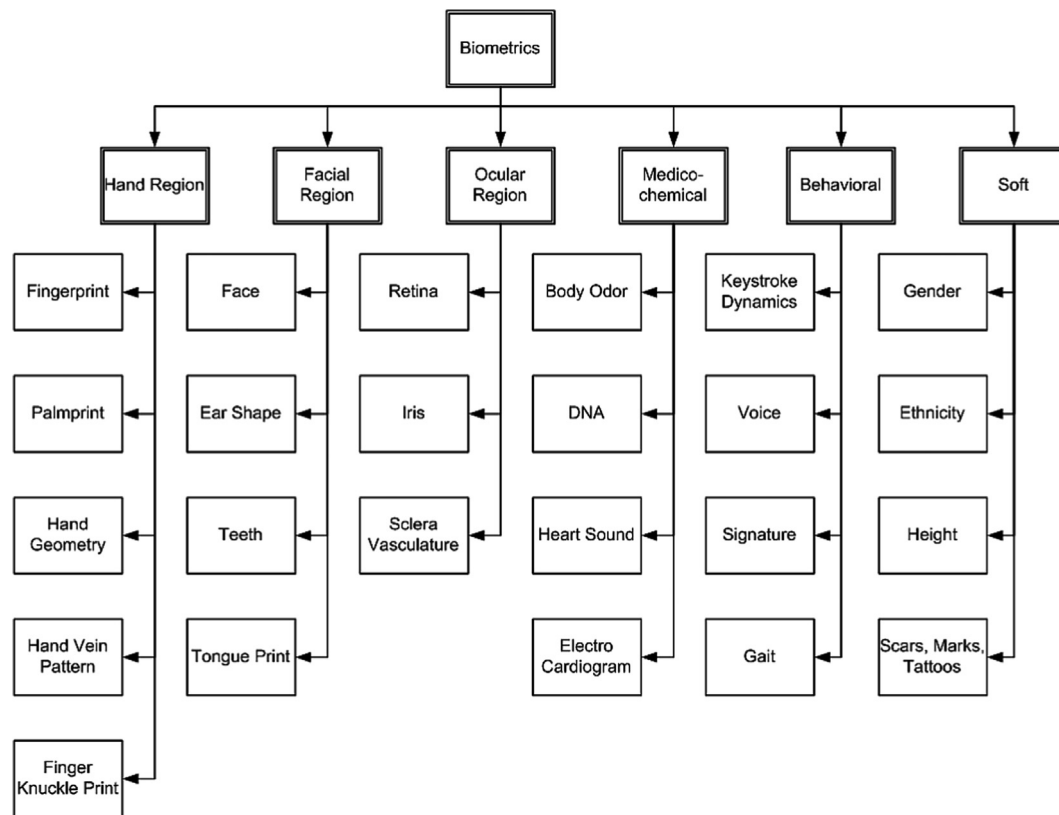 Biometrics
Hand Region
Facial
Region
Ocular
Region
Medico-
chemical
Behavioral
Soft
Fingerprint
Face
Retina
Body Odor
Keystroke
Dynamics
Gender
Palmprint
Ear Shape
Iris
DNA
Voice
Ethnicity
Hand
Geometry
Teeth
Sclera
Vasculature
Heart Sound
Signature
Height
Hand Vein
Pattern
Tongue Print
Electro
Cardiogram
Gait
Scars, Marks,
Tattoos
Finger
Knuckle Print